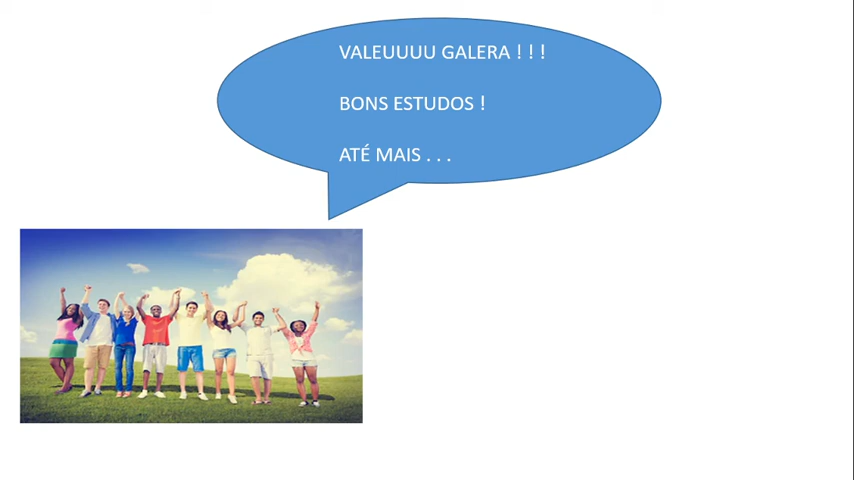 VALEUUUU GALERA ! ! !
BONS ESTUDOS !
ATÉ MAIS . . .